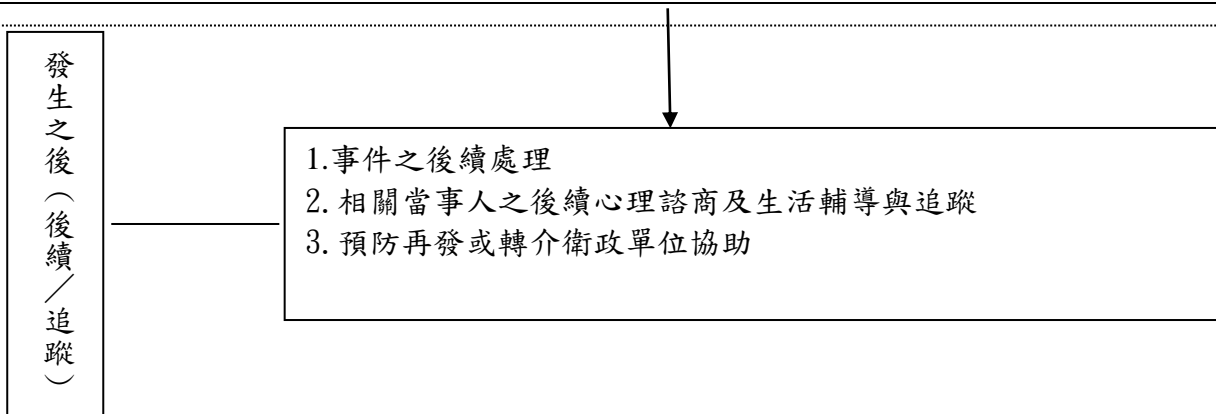 發生之後（後續／追蹤）
1.事件之後續處理
2.相關當事人之後續心理諮商及生活輔導與追蹤
3.預防再發或轉介衛政單位協助